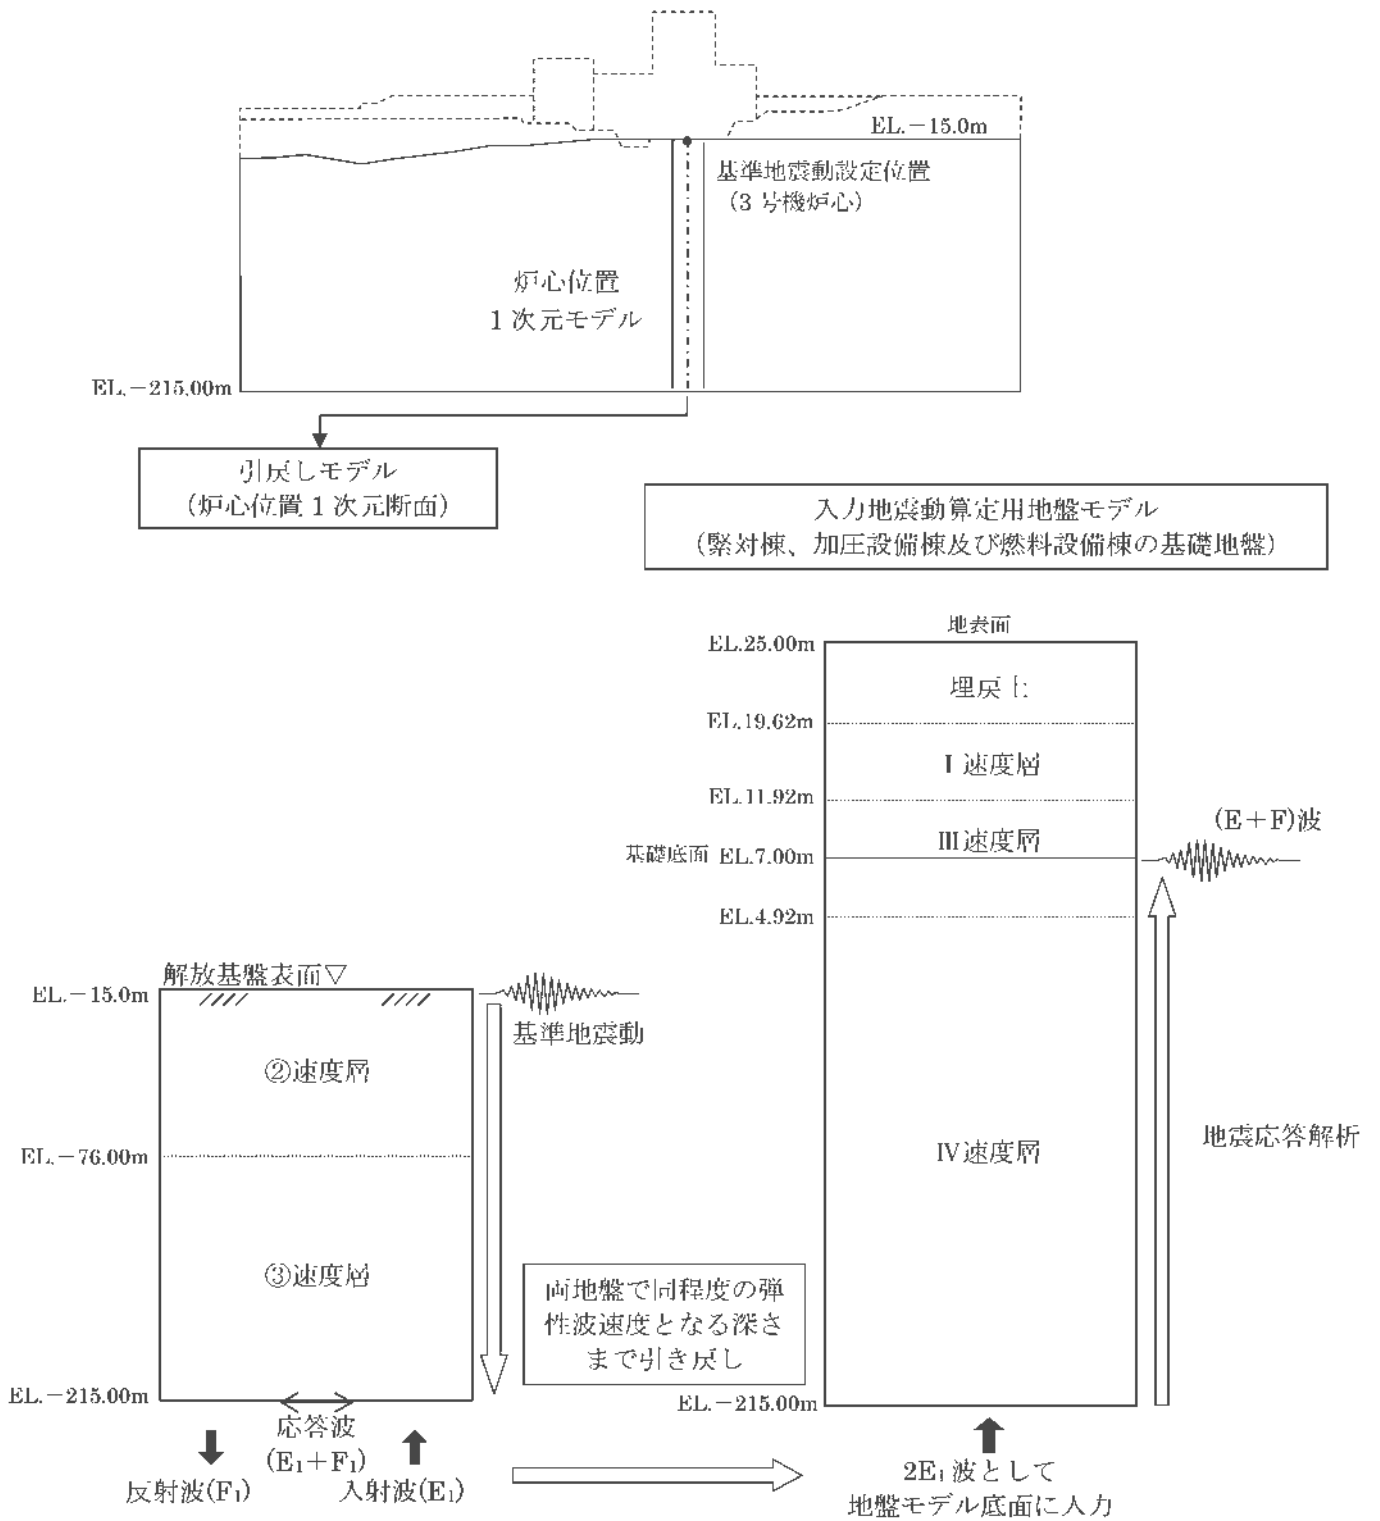 EL.－15.0m
基準地震動設定位置
（3 号機炉心）
炉心位置
1 次元モデル
EL.－215.00m
引戻しモデル
（炉心位置 1 次元断面）
入力地震動算定用地盤モデル
（緊対棟、加圧設備棟及び燃料設備棟の基礎地盤）
地表面
EL.25.00m
埋戻土
EL.19.62m
Ⅰ速度層
EL.11.92m
(E＋F)波
Ⅲ速度層
基礎底面 EL.7.00m
EL.4.92m
解放基盤表面▽
EL.－15.0m
基準地震動
②速度層
EL.－76.00m
Ⅳ速度層
地震応答解析
③速度層
両地盤で同程度の弾
性波速度となる深さ
まで引き戻し
EL.－215.00m
EL.－215.00m
応答波
(E₁＋F₁)
反射波(F₁)
入射波(E₁)
2E₁波として
地盤モデル底面に入力